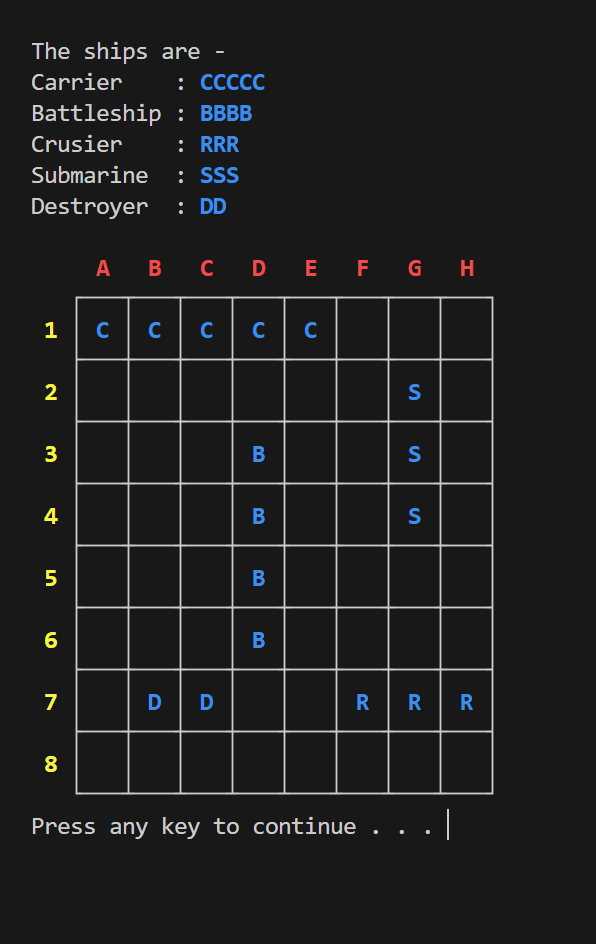 The ships are -
Carrier    : CCCCC
Battleship : BBBB
Crusier    : RRR
Submarine  : SSS
Destroyer  : DD
A B C D E F G H
1 C C C C C
2 S
3 B S
4 B S
5 B
6 B
7 D D R R R
8
Press any key to continue . . .